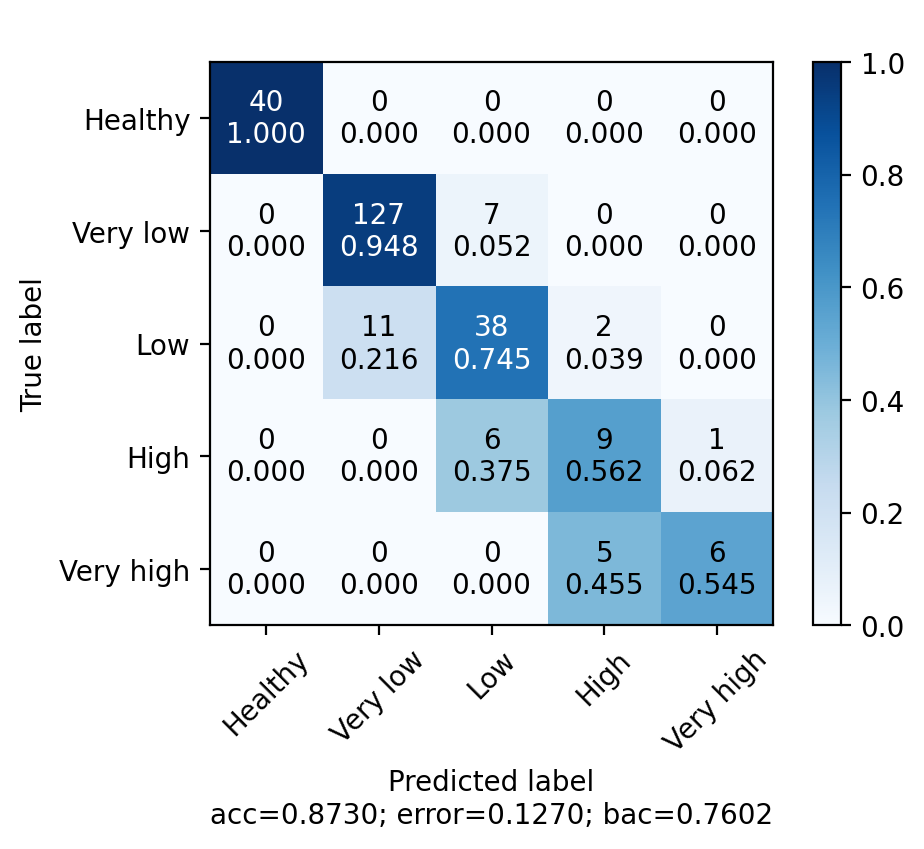 Healthy 40 0 0 0 0
1.000 0.000 0.000 0.000 0.000
Very low 0 127 7 0 0
0.000 0.948 0.052 0.000 0.000
Low 0 11 38 2 0
0.000 0.216 0.745 0.039 0.000
High 0 0 6 9 1
0.000 0.000 0.375 0.562 0.062
Very high 0 0 0 5 6
0.000 0.000 0.000 0.455 0.545
True label
Healthy Very low Low High Very high
Predicted label
acc=0.8730; error=0.1270; bac=0.7602
1.0
0.8
0.6
0.4
0.2
0.0